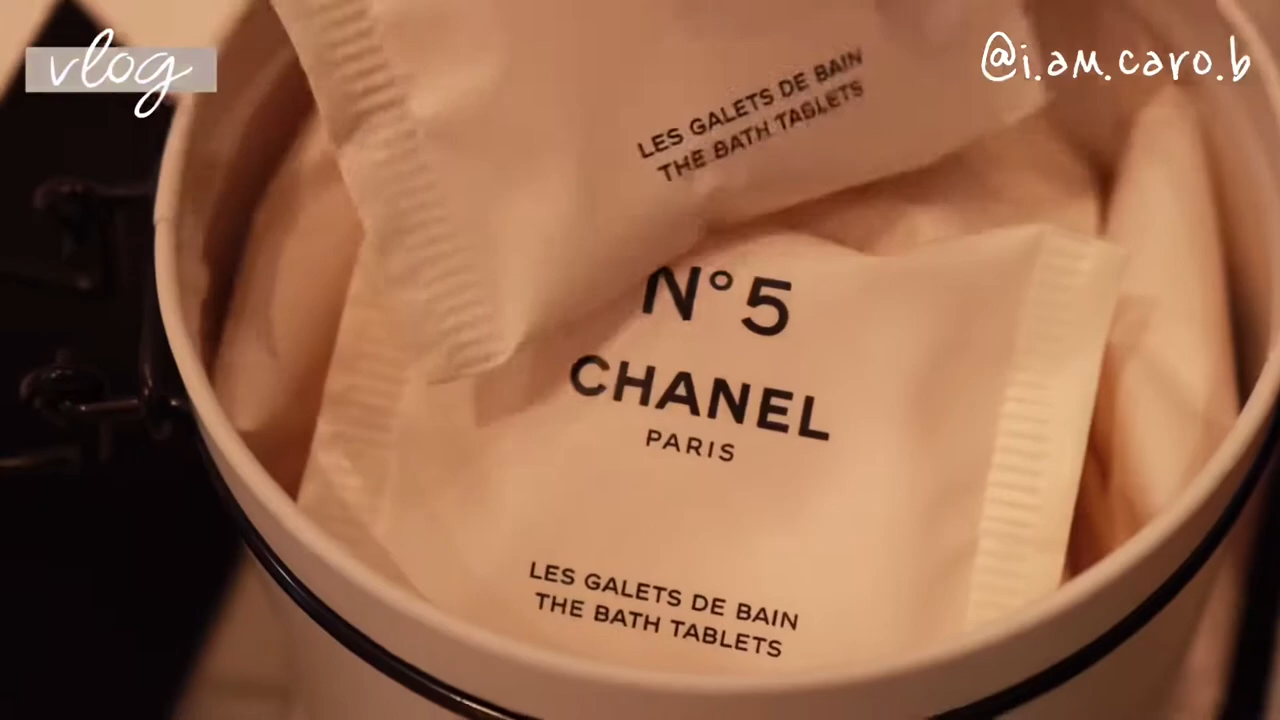 vlog
@i.am.caro.b
LES GALETS DE BAIN
THE BATH TABLETS
N°5
CHANEL
PARIS
LES GALETS DE BAIN
THE BATH TABLETS